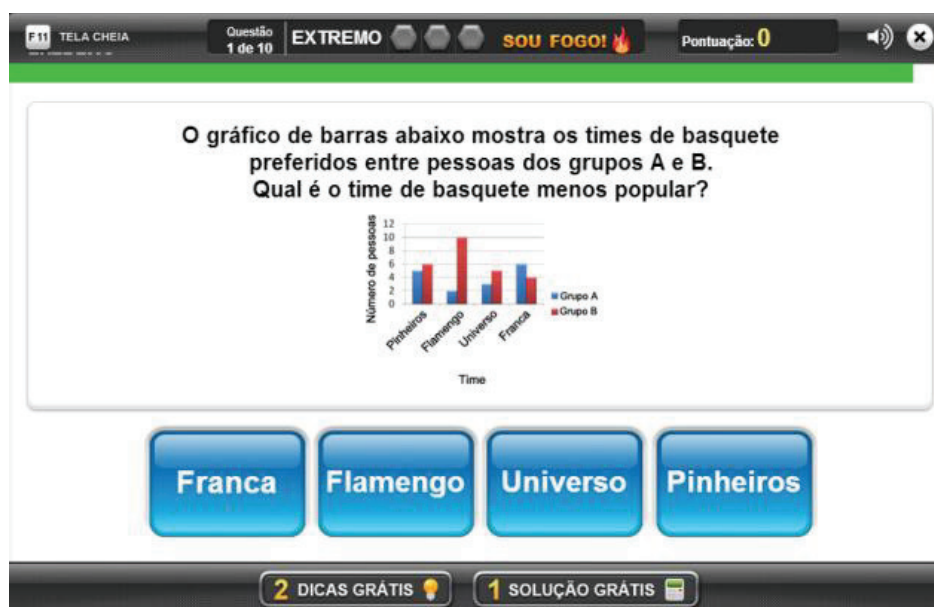 F11 TELA CHEIA
Questão
1 de 10
EXTREMO
SOU FOGO!
Pontuação: 0
O gráfico de barras abaixo mostra os times de basquete
preferidos entre pessoas dos grupos A e B.
Qual é o time de basquete menos popular?
Número de pessoas
12
10
8
6
4
2
0
Pinheiros
Flamengo
Universo
Franca
Grupo A
Grupo B
Time
Franca
Flamengo
Universo
Pinheiros
2 DICAS GRÁTIS
1 SOLUÇÃO GRÁTIS